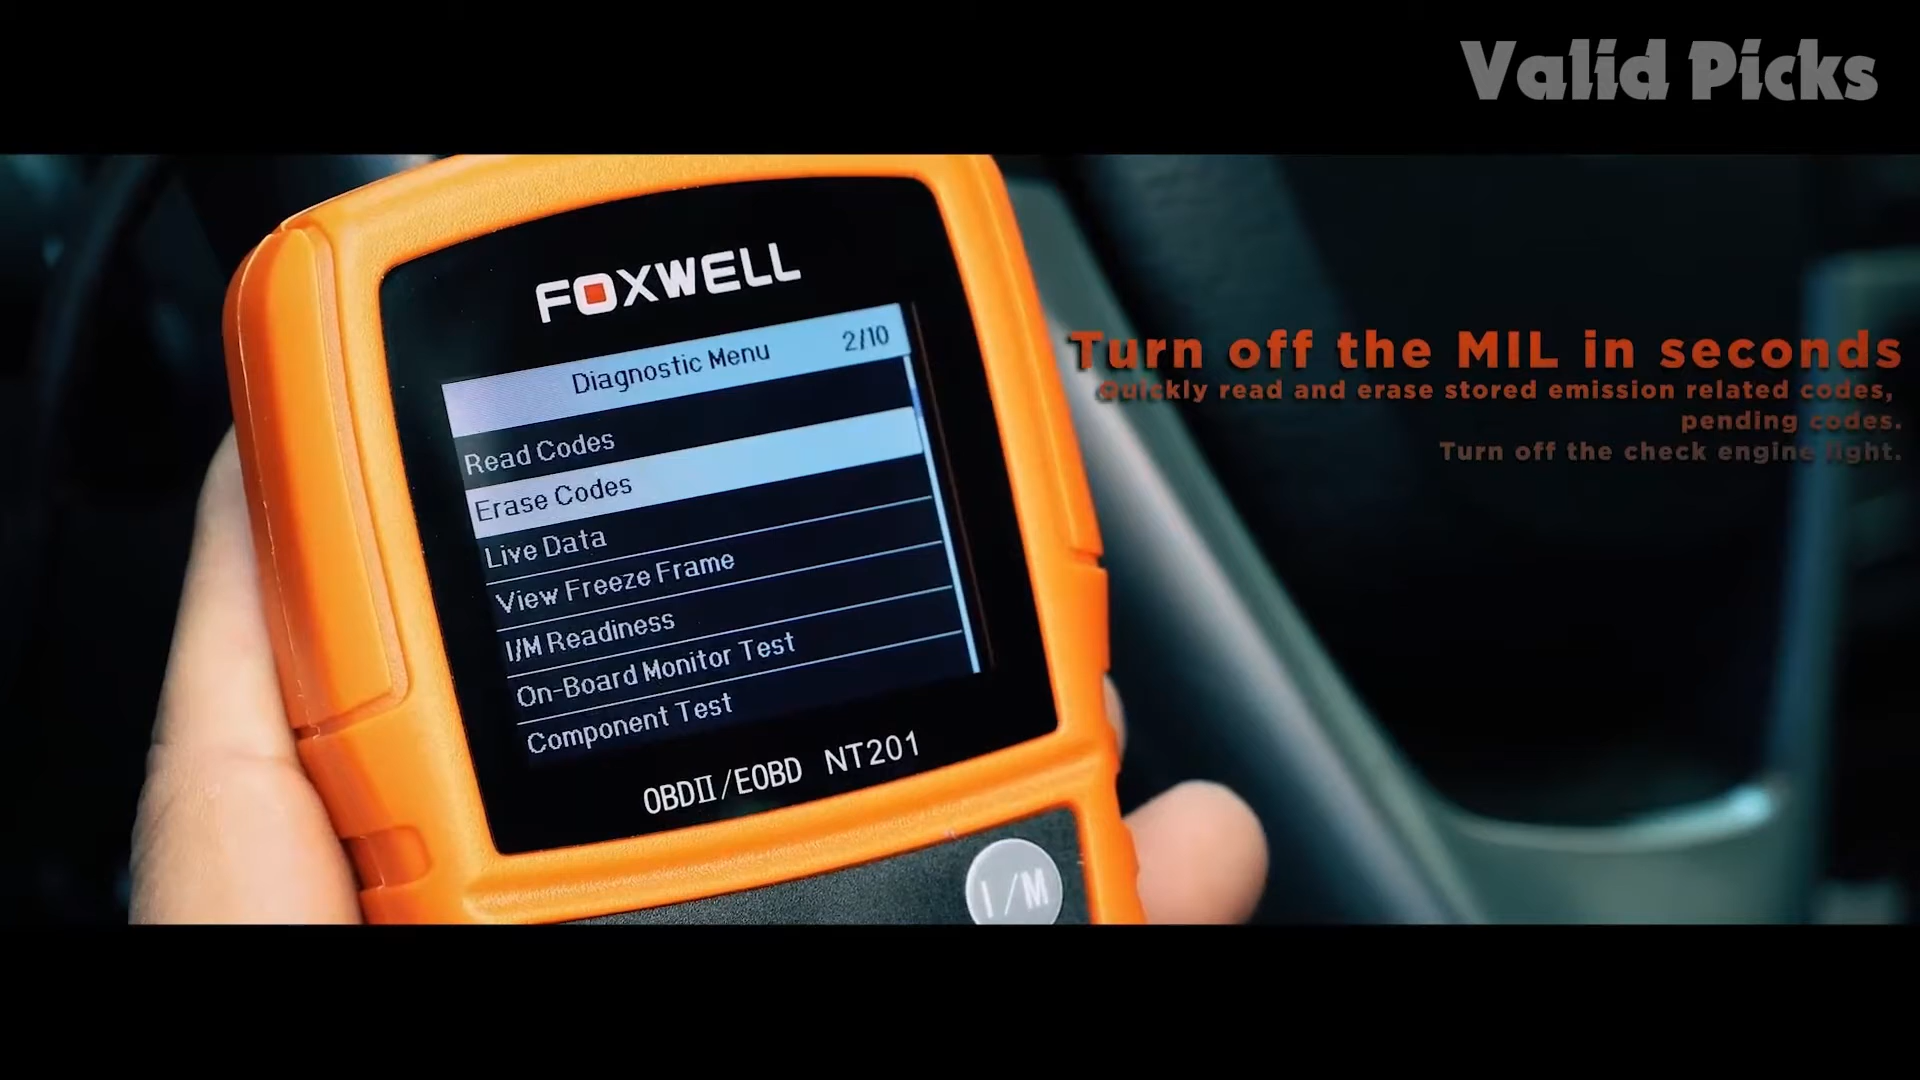 Valid Picks
FOXWELL
Diagnostic Menu 2/10
Read Codes
Erase Codes
Live Data
View Freeze Frame
I/M Readiness
On-Board Monitor Test
Component Test
OBDII/EOBD NT201
I/M
Turn off the MIL in seconds
Quickly read and erase stored emission related codes,
pending codes.
Turn off the check engine light.